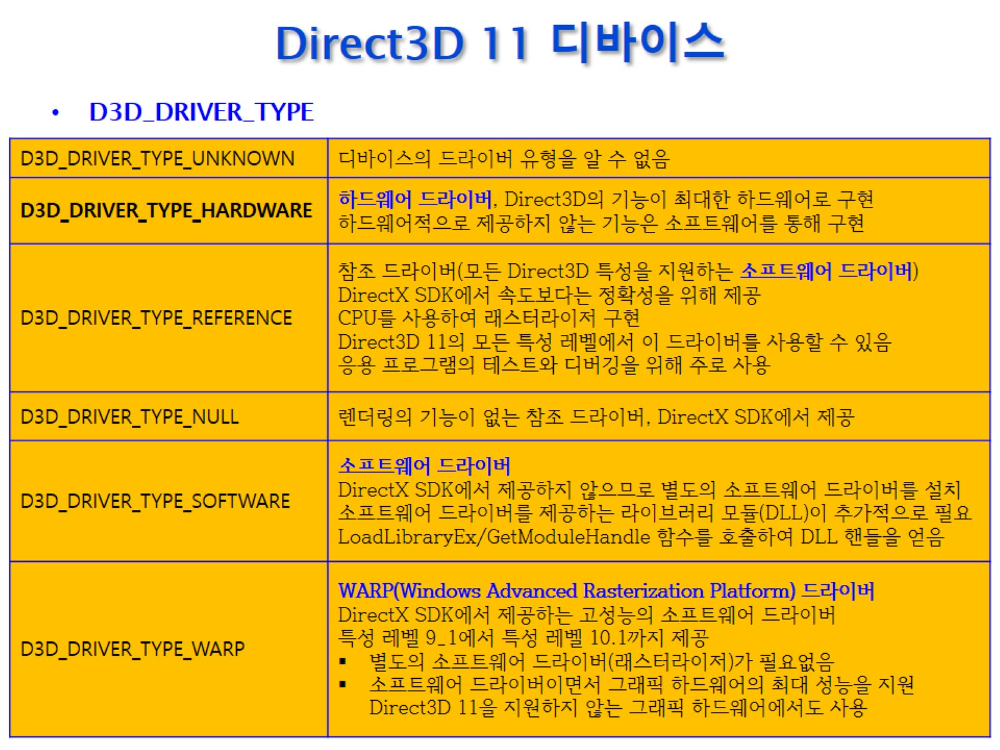 Direct3D 11 디바이스
• D3D_DRIVER_TYPE
D3D_DRIVER_TYPE_UNKNOWN
디바이스의 드라이버 유형을 알 수 없음
D3D_DRIVER_TYPE_HARDWARE
하드웨어 드라이버, Direct3D의 기능이 최대한 하드웨어로 구현
하드웨어적으로 제공하지 않는 기능은 소프트웨어를 통해 구현
D3D_DRIVER_TYPE_REFERENCE
참조 드라이버(모든 Direct3D 특성을 지원하는 소프트웨어 드라이버)
DirectX SDK에서 속도보다는 정확성을 위해 제공
CPU를 사용하여 래스터라이저 구현
Direct3D 11의 모든 특성 레벨에서 이 드라이버를 사용할 수 있음
응용 프로그램의 테스트와 디버깅을 위해 주로 사용
D3D_DRIVER_TYPE_NULL
렌더링의 기능이 없는 참조 드라이버, DirectX SDK에서 제공
D3D_DRIVER_TYPE_SOFTWARE
소프트웨어 드라이버
DirectX SDK에서 제공하지 않으므로 별도의 소프트웨어 드라이버를 설치
소프트웨어 드라이버를 제공하는 라이브러리 모듈(DLL)이 추가적으로 필요
LoadLibraryEx/GetModuleHandle 함수를 호출하여 DLL 핸들을 얻음
D3D_DRIVER_TYPE_WARP
WARP(Windows Advanced Rasterization Platform) 드라이버
DirectX SDK에서 제공하는 고성능의 소프트웨어 드라이버
특성 레벨 9_1에서 특성 레벨 10.1까지 제공
▪ 별도의 소프트웨어 드라이버(래스터라이저)가 필요없음
▪ 소프트웨어 드라이버이면서 그래픽 하드웨어의 최대 성능을 지원
Direct3D 11을 지원하지 않는 그래픽 하드웨어에서도 사용